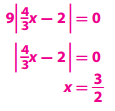 9|4/3x − 2| = 0
|4/3x − 2| = 0
x = 3/2